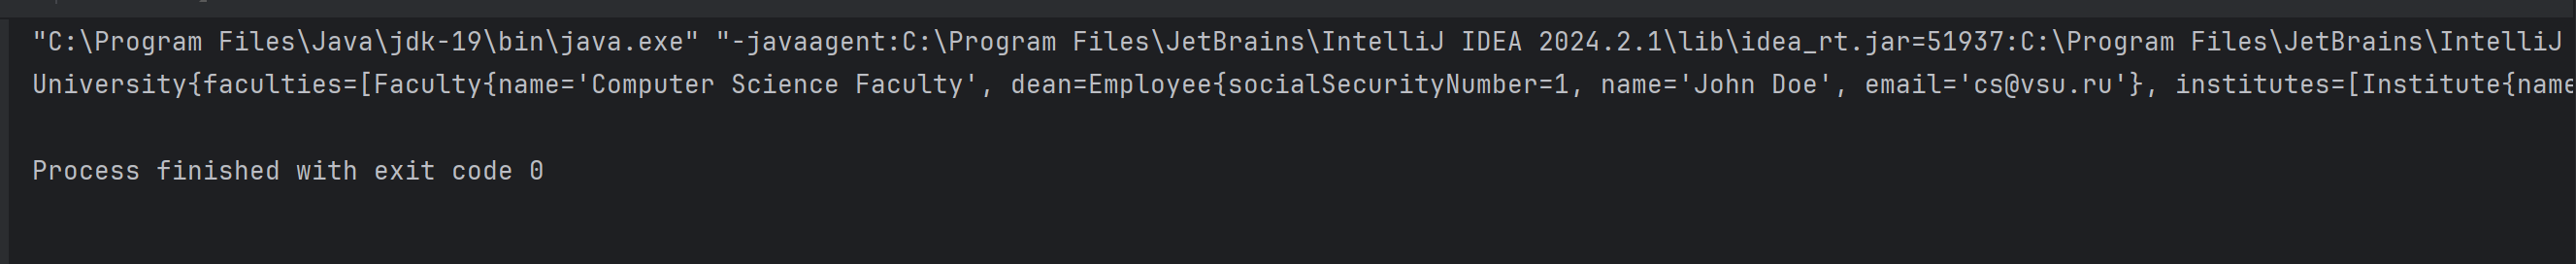 "C:\Program Files\Java\jdk-19\bin\java.exe" "-javaagent:C:\Program Files\JetBrains\IntelliJ IDEA 2024.2.1\lib\idea_rt.jar=51937:C:\Program Files\JetBrains\IntelliJ
University{faculties=[Faculty{name='Computer Science Faculty', dean=Employee{socialSecurityNumber=1, name='John Doe', email='cs@vsu.ru'}, institutes=[Institute{name
Process finished with exit code 0